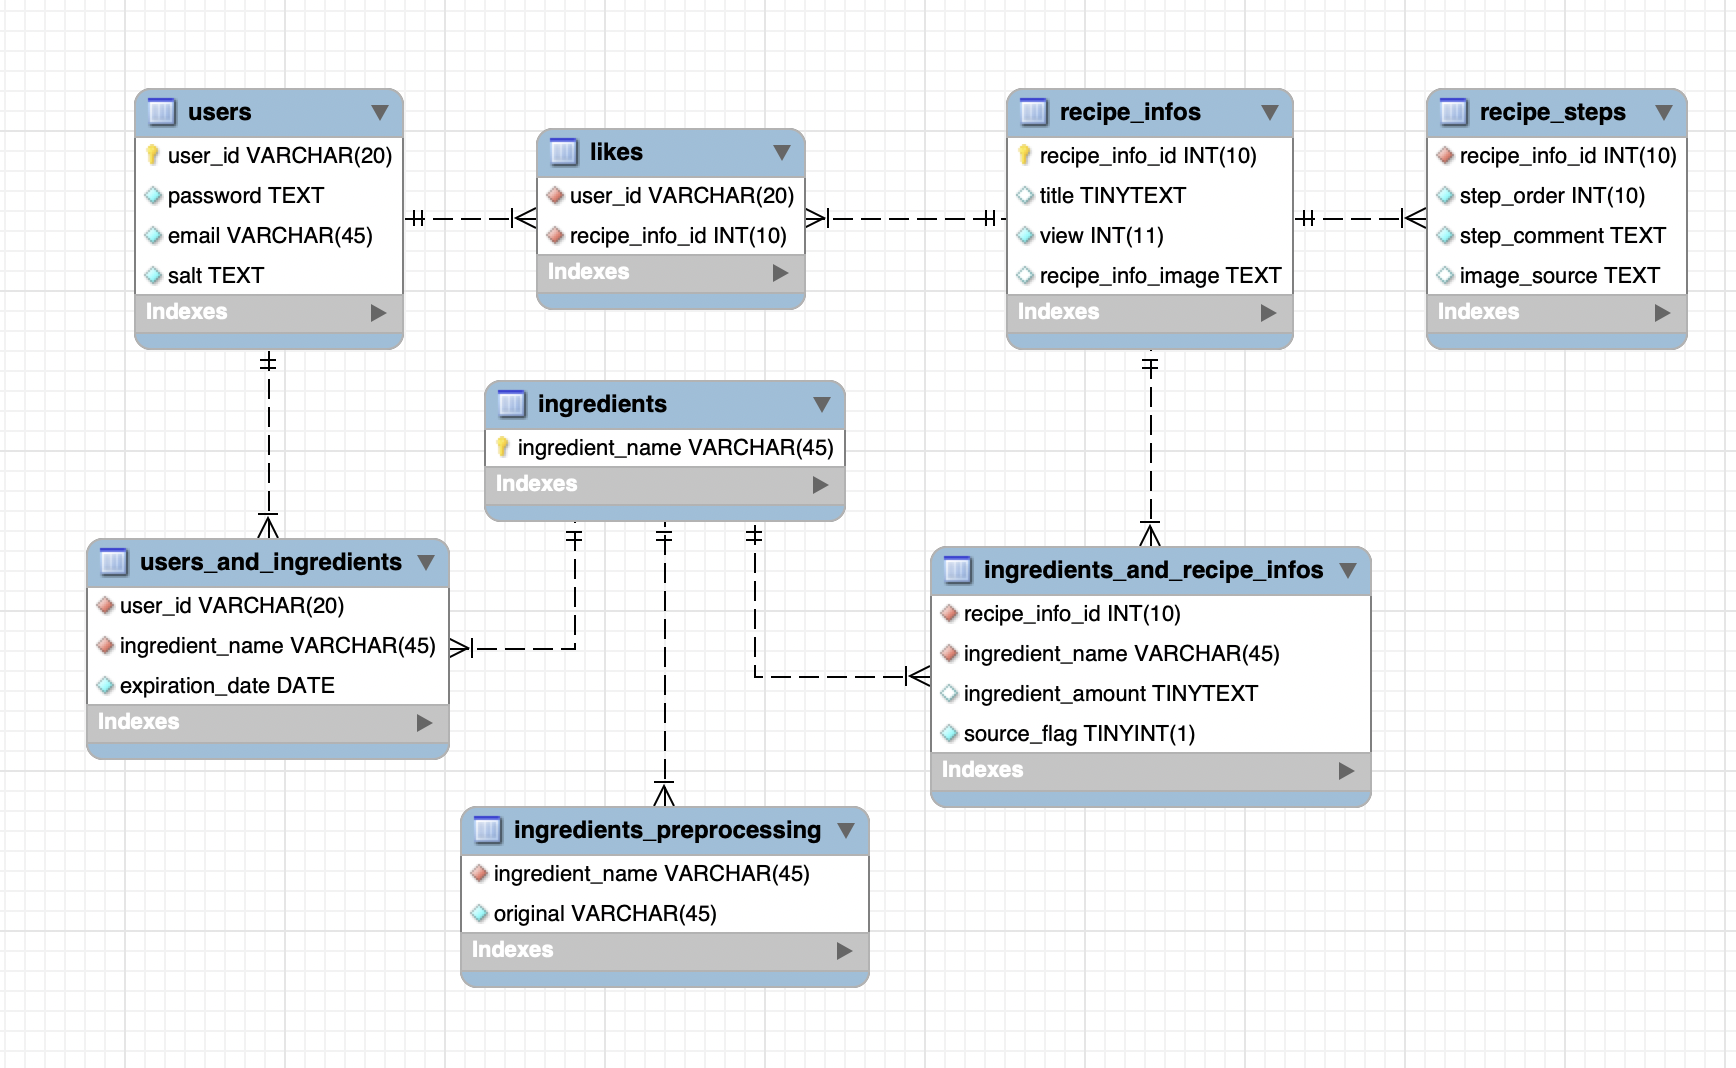 users
user_id VARCHAR(20)
password TEXT
email VARCHAR(45)
salt TEXT
Indexes
likes
user_id VARCHAR(20)
recipe_info_id INT(10)
Indexes
recipe_infos
recipe_info_id INT(10)
title TINYTEXT
view INT(11)
recipe_info_image TEXT
Indexes
recipe_steps
recipe_info_id INT(10)
step_order INT(10)
step_comment TEXT
image_source TEXT
Indexes
ingredients
ingredient_name VARCHAR(45)
Indexes
users_and_ingredients
user_id VARCHAR(20)
ingredient_name VARCHAR(45)
expiration_date DATE
Indexes
ingredients_and_recipe_infos
recipe_info_id INT(10)
ingredient_name VARCHAR(45)
ingredient_amount TINYTEXT
source_flag TINYINT(1)
Indexes
ingredients_preprocessing
ingredient_name VARCHAR(45)
original VARCHAR(45)
Indexes